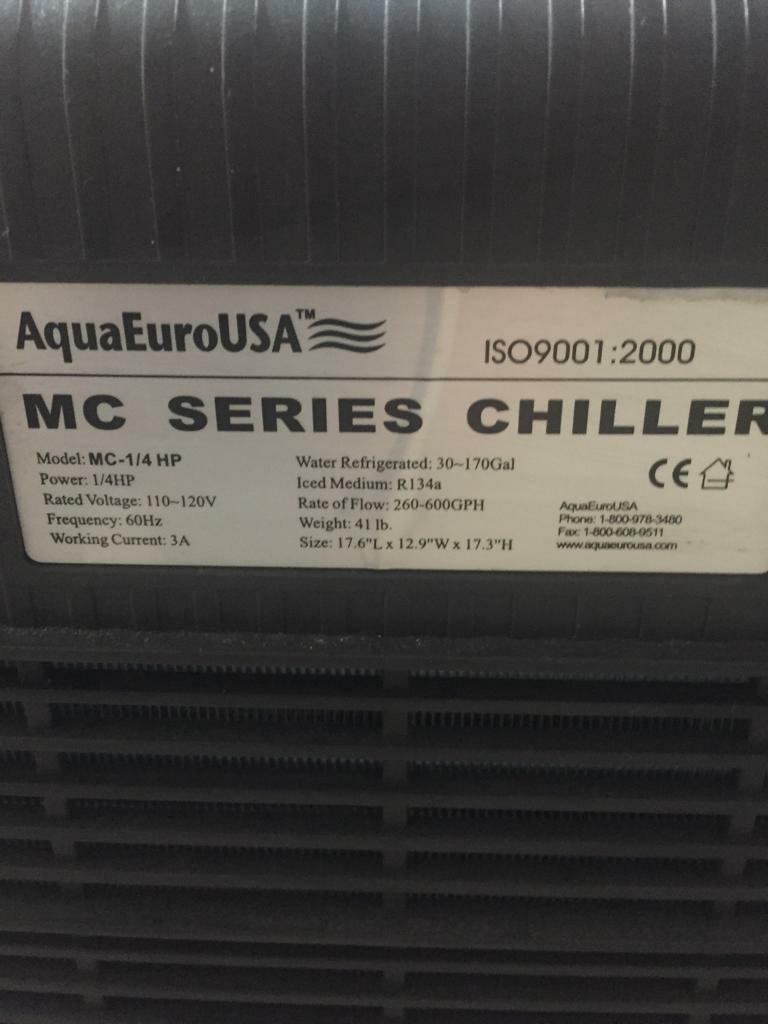 AquaEuroUSA™
ISO9001:2000
MC SERIES CHILLER
Model: MC-1/4 HP
Power: 1/4HP
Rated Voltage: 110~120V
Frequency: 60Hz
Working Current: 3A
Water Refrigerated: 30~170Gal
Iced Medium: R134a
Rate of Flow: 260-600GPH
Weight: 41 lb.
Size: 17.6"L x 12.9"W x 17.3"H
CE
AquaEuroUSA
Phone: 1-800-978-3480
Fax: 1-800-608-9511
www.aquaeurousa.com